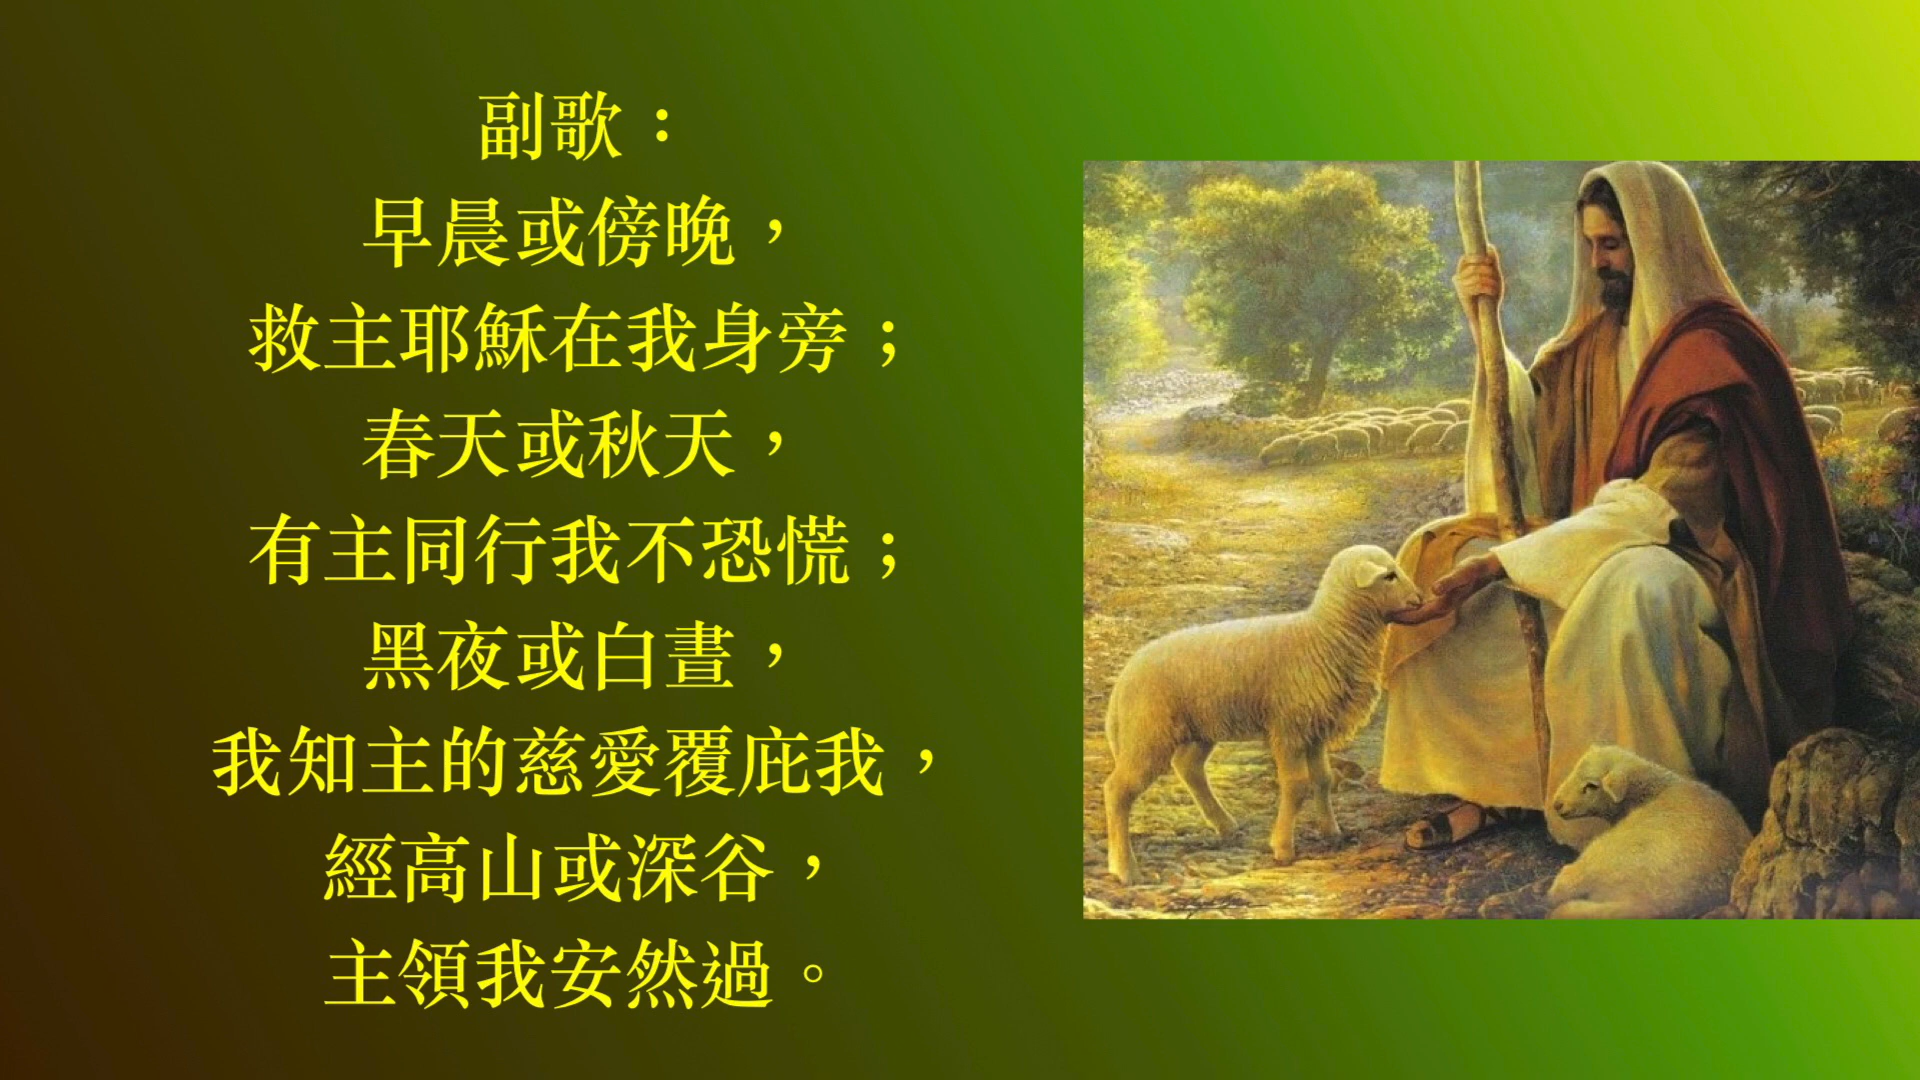 副歌：
早晨或傍晚，
救主耶穌在我身旁；
春天或秋天，
有主同行我不恐慌；
黑夜或白晝，
我知主的慈愛覆庇我，
經高山或深谷，
主領我安然過。